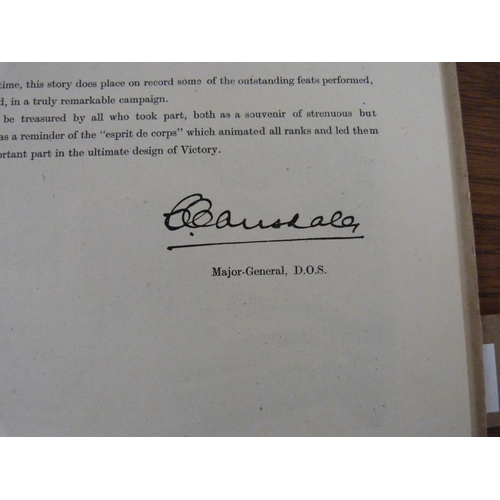 time, this story does place on record some of the outstanding feats performed,
d, in a truly remarkable campaign.
be treasured by all who took part, both as a souvenir of strenuous but
as a reminder of the "esprit de corps" which animated all ranks and led them
ortant part in the ultimate design of Victory.
Major-General, D.O.S.